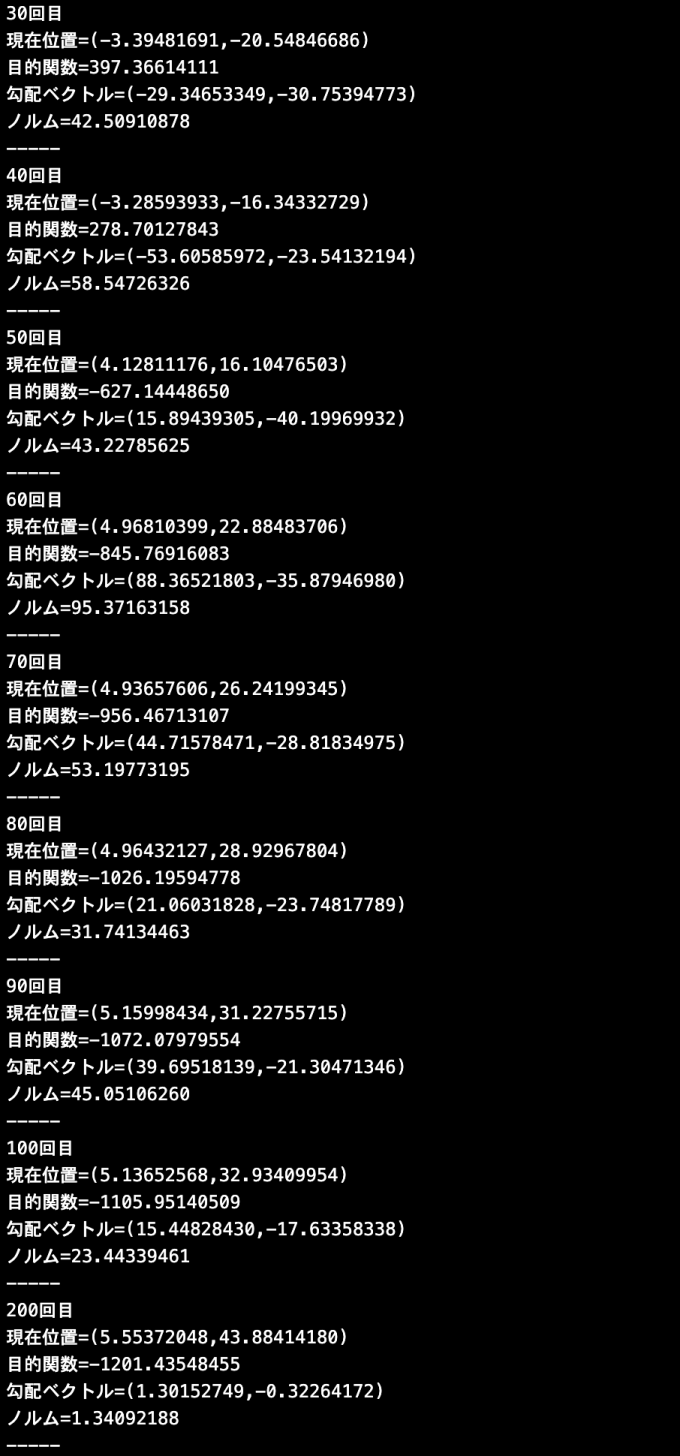 30回目
現在位置=(-3.39481691,-20.54846686)
目的関数=397.36614111
勾配ベクトル=(-29.34653349,-30.75394773)
ノルム=42.50910878
-----
40回目
現在位置=(-3.28593933,-16.34332729)
目的関数=278.70127843
勾配ベクトル=(-53.60585972,-23.54132194)
ノルム=58.54726326
-----
50回目
現在位置=(4.12811176,16.10476503)
目的関数=-627.14448650
勾配ベクトル=(15.89439305,-40.19969932)
ノルム=43.22785625
-----
60回目
現在位置=(4.96810399,22.88483706)
目的関数=-845.76916083
勾配ベクトル=(88.36521803,-35.87946980)
ノルム=95.37163158
-----
70回目
現在位置=(4.93657606,26.24199345)
目的関数=-956.46713107
勾配ベクトル=(44.71578471,-28.81834975)
ノルム=53.19773195
-----
80回目
現在位置=(4.96432127,28.92967804)
目的関数=-1026.19594778
勾配ベクトル=(21.06031828,-23.74817789)
ノルム=31.74134463
-----
90回目
現在位置=(5.15998434,31.22755715)
目的関数=-1072.07979554
勾配ベクトル=(39.69518139,-21.30471346)
ノルム=45.05106260
-----
100回目
現在位置=(5.13652568,32.93409954)
目的関数=-1105.95140509
勾配ベクトル=(15.44828430,-17.63358338)
ノルム=23.44339461
-----
200回目
現在位置=(5.55372048,43.88414180)
目的関数=-1201.43548455
勾配ベクトル=(1.30152749,-0.32264172)
ノルム=1.34092188
-----